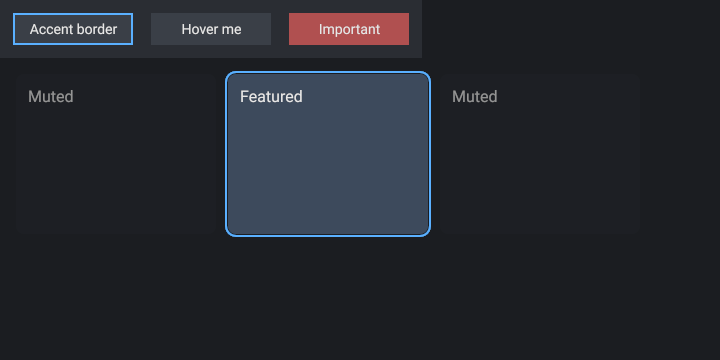 Accent border
Hover me
Important
Muted
Featured
Muted